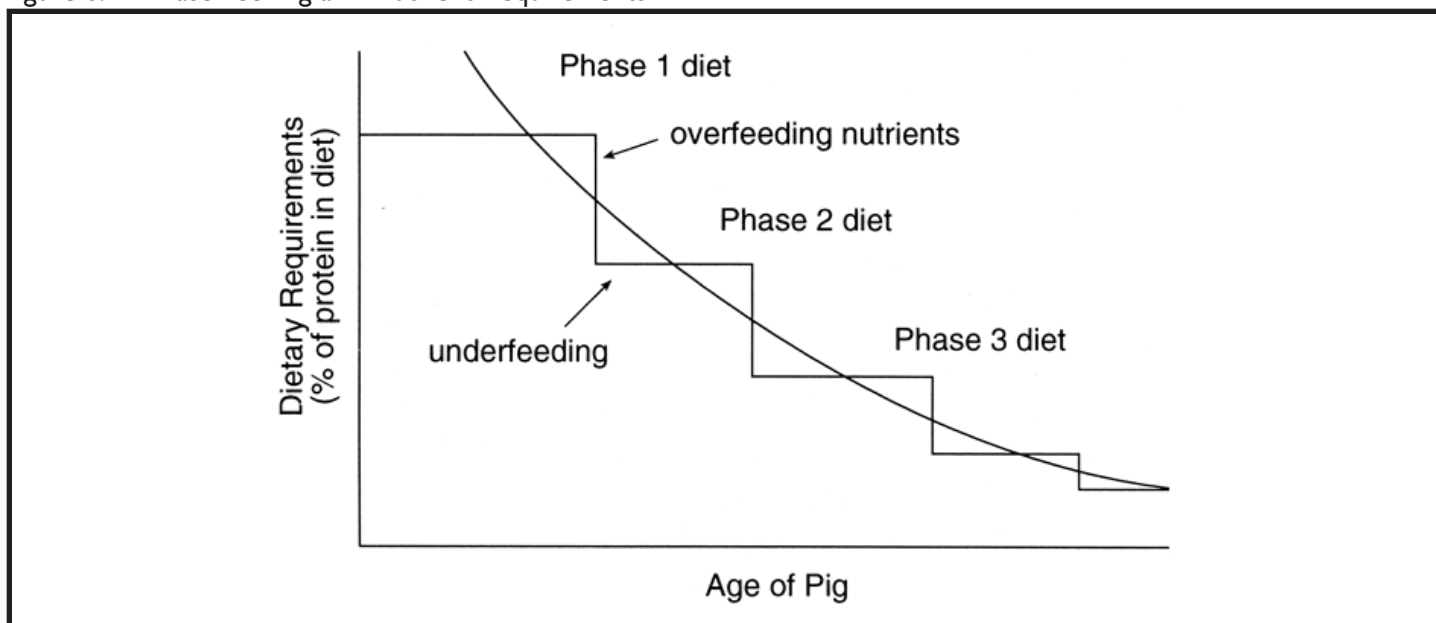 Phase 1 diet
overfeeding nutrients
Phase 2 diet
underfeeding
Phase 3 diet
Dietary Requirements
(% of protein in diet)
Age of Pig